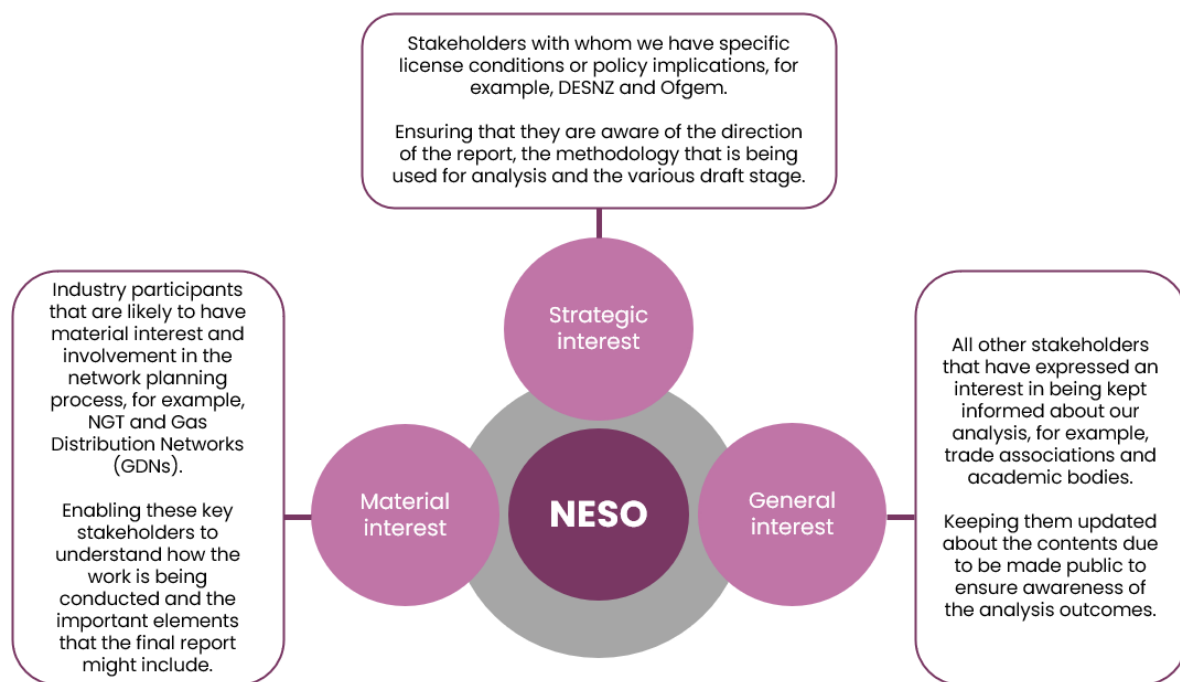 Stakeholders with whom we have specific
license conditions or policy implications, for
example, DESNZ and Ofgem.
Ensuring that they are aware of the direction
of the report, the methodology that is being
used for analysis and the various draft stage.
Strategic
interest
Industry participants
that are likely to have
material interest and
involvement in the
network planning
process, for example,
NGT and Gas
Distribution Networks
(GDNs).
Enabling these key
stakeholders to
understand how the
work is being
conducted and the
important elements
that the final report
might include.
Material
interest
NESO
General
interest
All other stakeholders
that have expressed an
interest in being kept
informed about our
analysis, for example,
trade associations and
academic bodies.
Keeping them updated
about the contents due
to be made public to
ensure awareness of
the analysis outcomes.